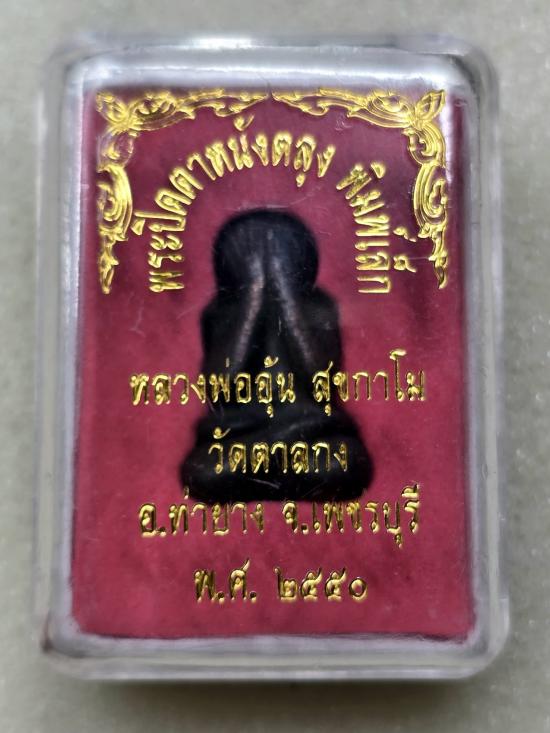 พระปิดตาหนังตลุง พิมพ์เล็ก
หลวงพ่ออุ้น สุขกาโม
วัดตาลกง
อ.ท่ายาง จ.เพชรบุรี
พ.ศ. ๒๕๕๐